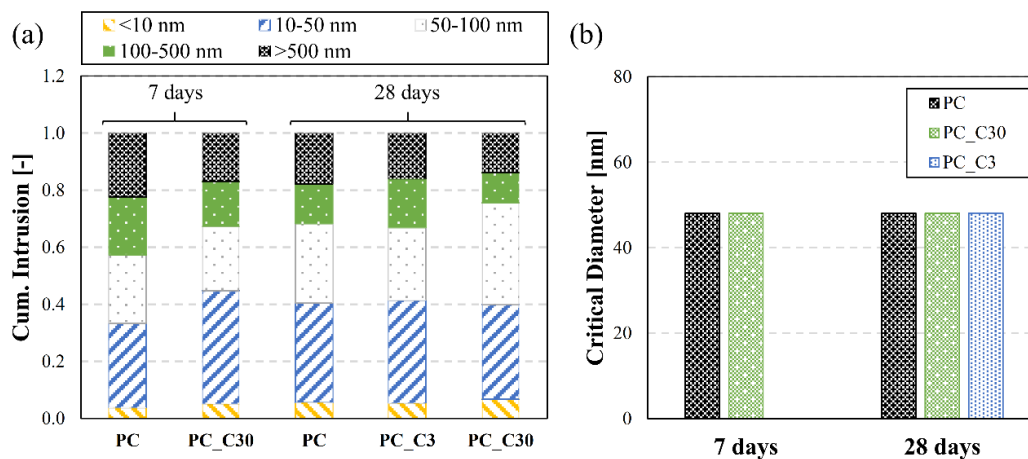 (a)
<10 nm
10-50 nm
50-100 nm
100-500 nm
>500 nm
Cum. Intrusion [-]
1.2
1.0
0.8
0.6
0.4
0.2
0.0
7 days
28 days
PC
PC_C30
PC
PC_C3
PC_C30
(b)
Critical Diameter [nm]
80
60
40
20
0
PC
PC_C30
PC_C3
7 days
28 days